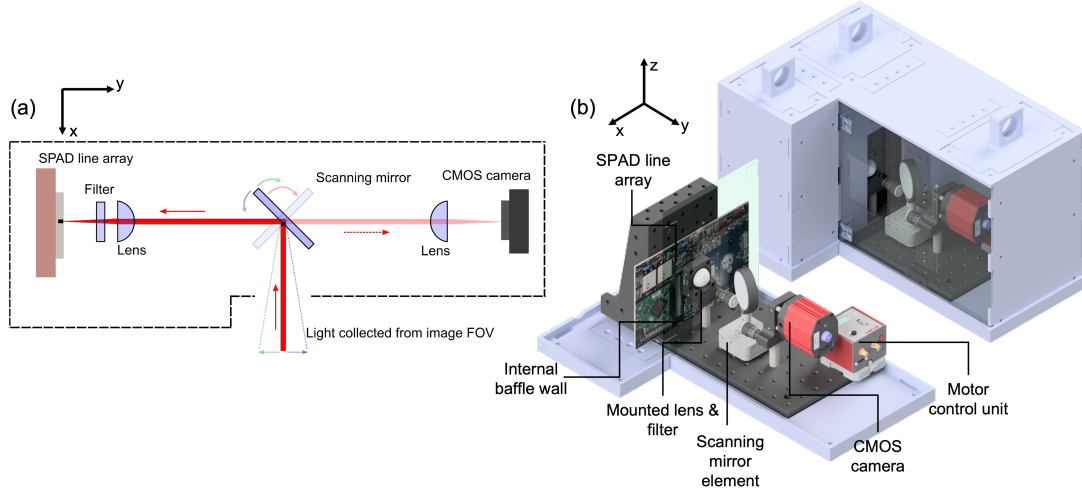 (a)
y
x
SPAD line array
Filter
Lens
Scanning mirror
CMOS camera
Lens
Light collected from image FOV
(b)
z
x
y
SPAD line
array
Internal
baffle wall
Mounted lens &
filter
Scanning
mirror element
CMOS
camera
Motor
control unit